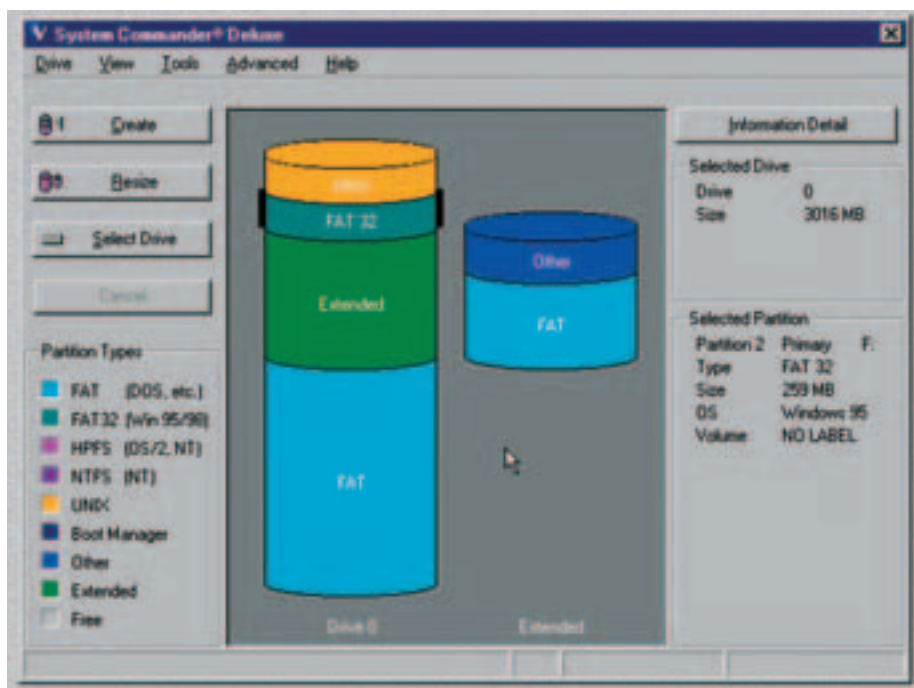 V System Commander® Deluxe
Drive View Tools Advanced Help
Create
Resize
Select Drive
Cancel
Partition Types
FAT (DOS, etc.)
FAT32 (Win 95/98)
HPFS (OS/2, NT)
NTFS (NT)
UNIX
Boot Manager
Other
Extended
Free
UNIX
FAT 32
Extended
FAT
Drive 0
Other
FAT
Extended
Information Detail
Selected Drive
Drive 0
Size 3016 MB
Selected Partition
Partition 2 Primary F:
Type FAT 32
Size 259 MB
OS Windows 95
Volume NO LABEL